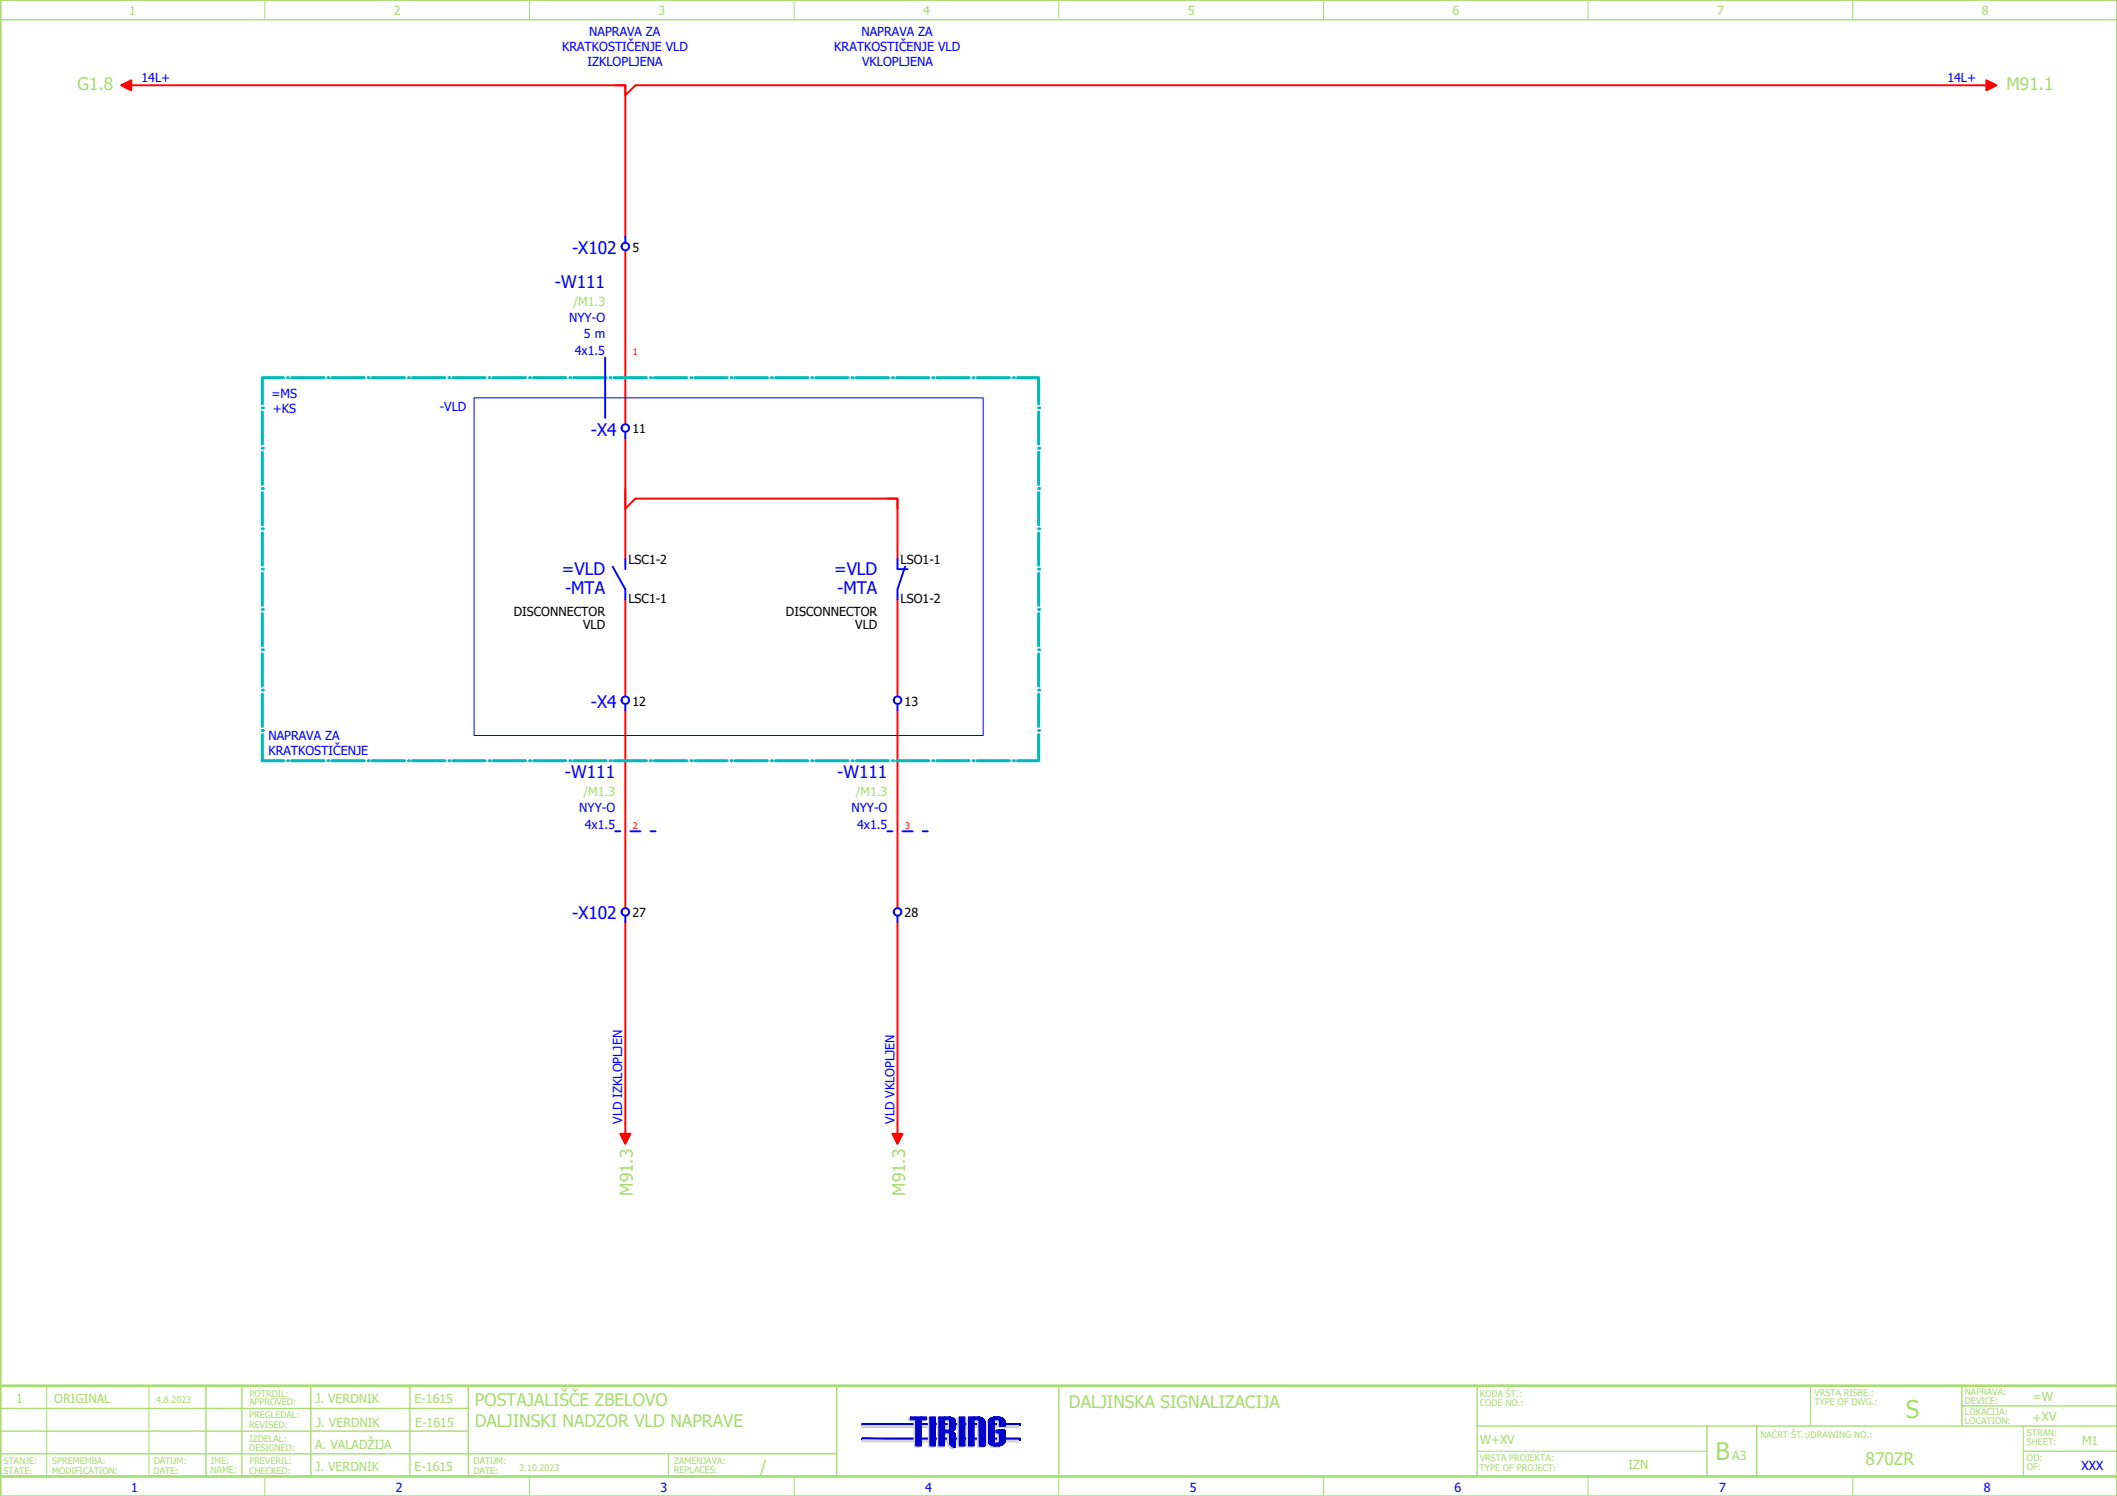 1 2 3 4 5 6 7 8
NAPRAVA ZA
KRATKOSTIČENJE VLD
IZKLOPLJENA
NAPRAVA ZA
KRATKOSTIČENJE VLD
VKLOPLJENA
G1.8 14L+
14L+ M91.1
-X102 5
-W111
/M1.3
NYY-O
5 m
4x1.5 1
=MS
+KS
-VLD
-X4 11
LSC1-2
=VLD
-MTA
LSC1-1
DISCONNECTOR
VLD
LSO1-1
=VLD
-MTA
LSO1-2
DISCONNECTOR
VLD
-X4 12
13
NAPRAVA ZA
KRATKOSTIČENJE
-W111
/M1.3
NYY-O
4x1.5 2
-W111
/M1.3
NYY-O
4x1.5 3
-X102 27
28
VLD IZKLOPLJEN
VLD VKLOPLJEN
M91.3
M91.3
1 ORIGINAL 4.8.2023
STANJE:
STATE:
SPREMEMBA:
MODIFICATION:
DATUM:
DATE:
IME:
NAME:
POTRDIL:
APPROVED:
J. VERDNIK E-1615
PREGLEDAL:
REVISED:
J. VERDNIK E-1615
IZDELAL:
DESIGNED:
A. VALADŽIJA
PREVERIL:
CHECKED:
J. VERDNIK E-1615
POSTAJALIŠČE ZBELOVO
DALJINSKI NADZOR VLD NAPRAVE
DATUM:
DATE:
2.10.2023
ZAMENJAVA:
REPLACES:
/
TIRING
DALJINSKA SIGNALIZACIJA
KODA ŠT.:
CODE NO.:
VRSTA RISBE.:
TYPE OF DWG.:
S
NAPRAVA:
DEVICE:
=W
LOKACIJA:
LOCATION:
+XV
W+XV
VRSTA PROJEKTA:
TYPE OF PROJECT:
IZN
B A3
NAČRT ŠT.:/DRAWING NO.:
870ZR
STRAN:
SHEET:
M1
OD:
OF:
XXX
1 2 3 4 5 6 7 8